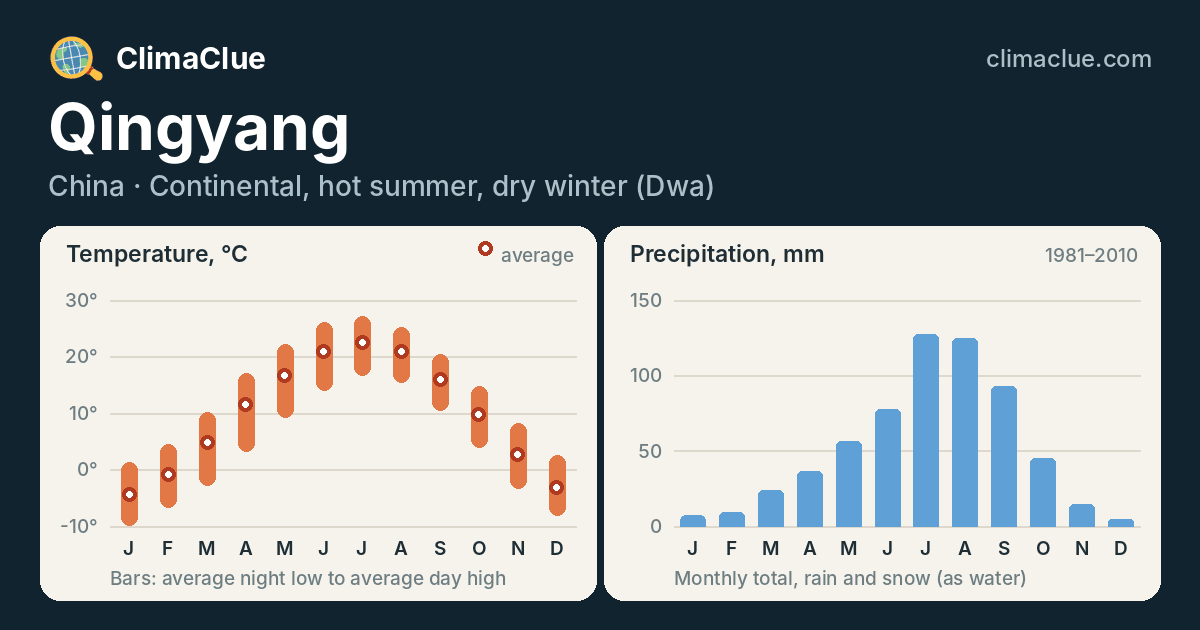 ClimaClue
climaclue.com
Qingyang
China · Continental, hot summer, dry winter (Dwa)
Temperature, °C
average
30°
20°
10°
0°
-10°
J F M A M J J A S O N D
Bars: average night low to average day high
Precipitation, mm
1981–2010
150
100
50
0
J F M A M J J A S O N D
Monthly total, rain and snow (as water)